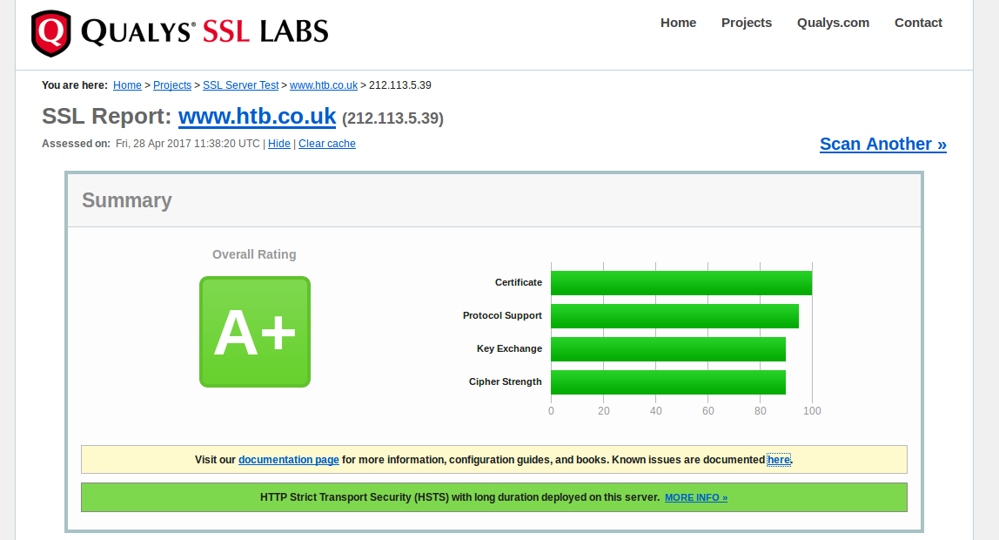 Q QUALYS® SSL LABS
Home Projects Qualys.com Contact
You are here: Home > Projects > SSL Server Test > www.htb.co.uk > 212.113.5.39
SSL Report: www.htb.co.uk (212.113.5.39)
Assessed on: Fri, 28 Apr 2017 11:38:20 UTC | Hide | Clear cache
Scan Another »
Summary
Overall Rating
A+
Certificate
Protocol Support
Key Exchange
Cipher Strength
0 20 40 60 80 100
Visit our documentation page for more information, configuration guides, and books. Known issues are documented here.
HTTP Strict Transport Security (HSTS) with long duration deployed on this server. MORE INFO »